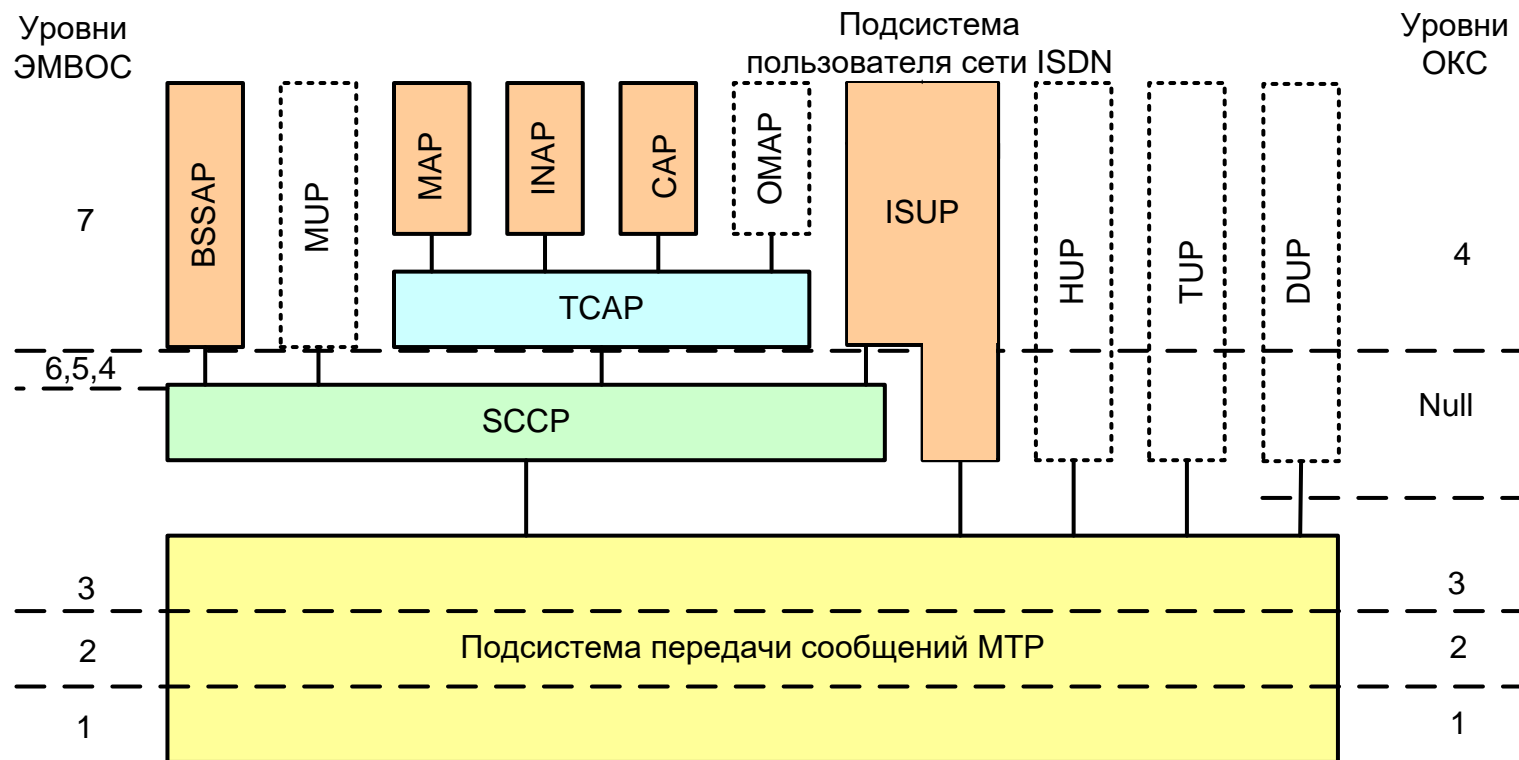 Уровни
ЭМВОС
Подсистема
пользователя сети ISDN
Уровни
ОКС
7
BSSAP
MUP
MAP
INAP
CAP
OMAP
ISUP
HUP
TUP
DUP
4
TCAP
6,5,4
SCCP
Null
3
3
2
Подсистема передачи сообщений МТР
2
1
1